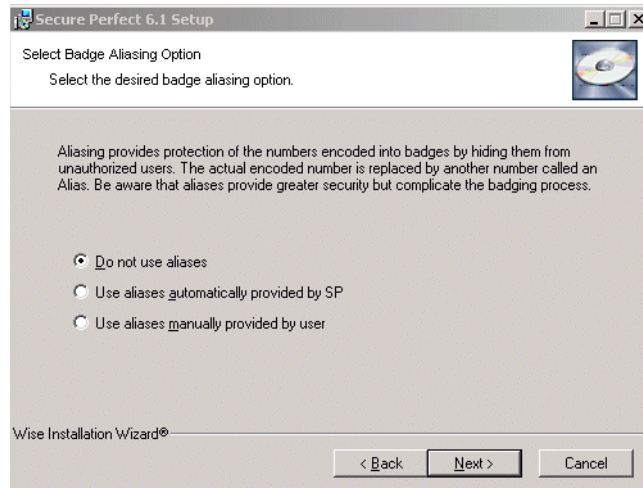 Secure Perfect 6.1 Setup
Select Badge Aliasing Option
Select the desired badge aliasing option.
Aliasing provides protection of the numbers encoded into badges by hiding them from
unauthorized users. The actual encoded number is replaced by another number called an
Alias. Be aware that aliases provide greater security but complicate the badging process.
Do not use aliases
Use aliases automatically provided by SP
Use aliases manually provided by user
Wise Installation Wizard®
< Back Next > Cancel